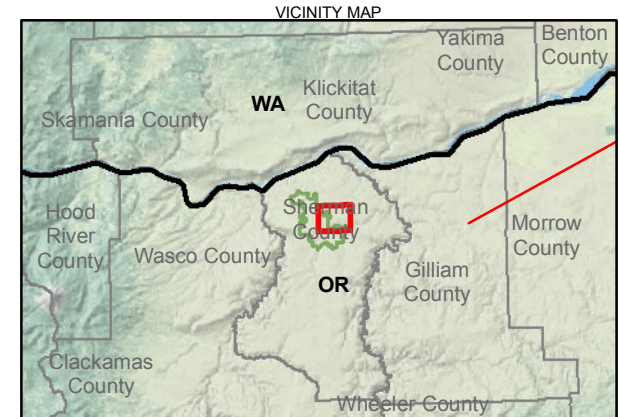 VICINITY MAP
Yakima
County
Benton
County
Klickitat
County
WA
Skamania County
Hood
River
County
Sherman
County
Wasco County
Morrow
County
Gilliam
County
OR
Clackamas
County
Wheeler County